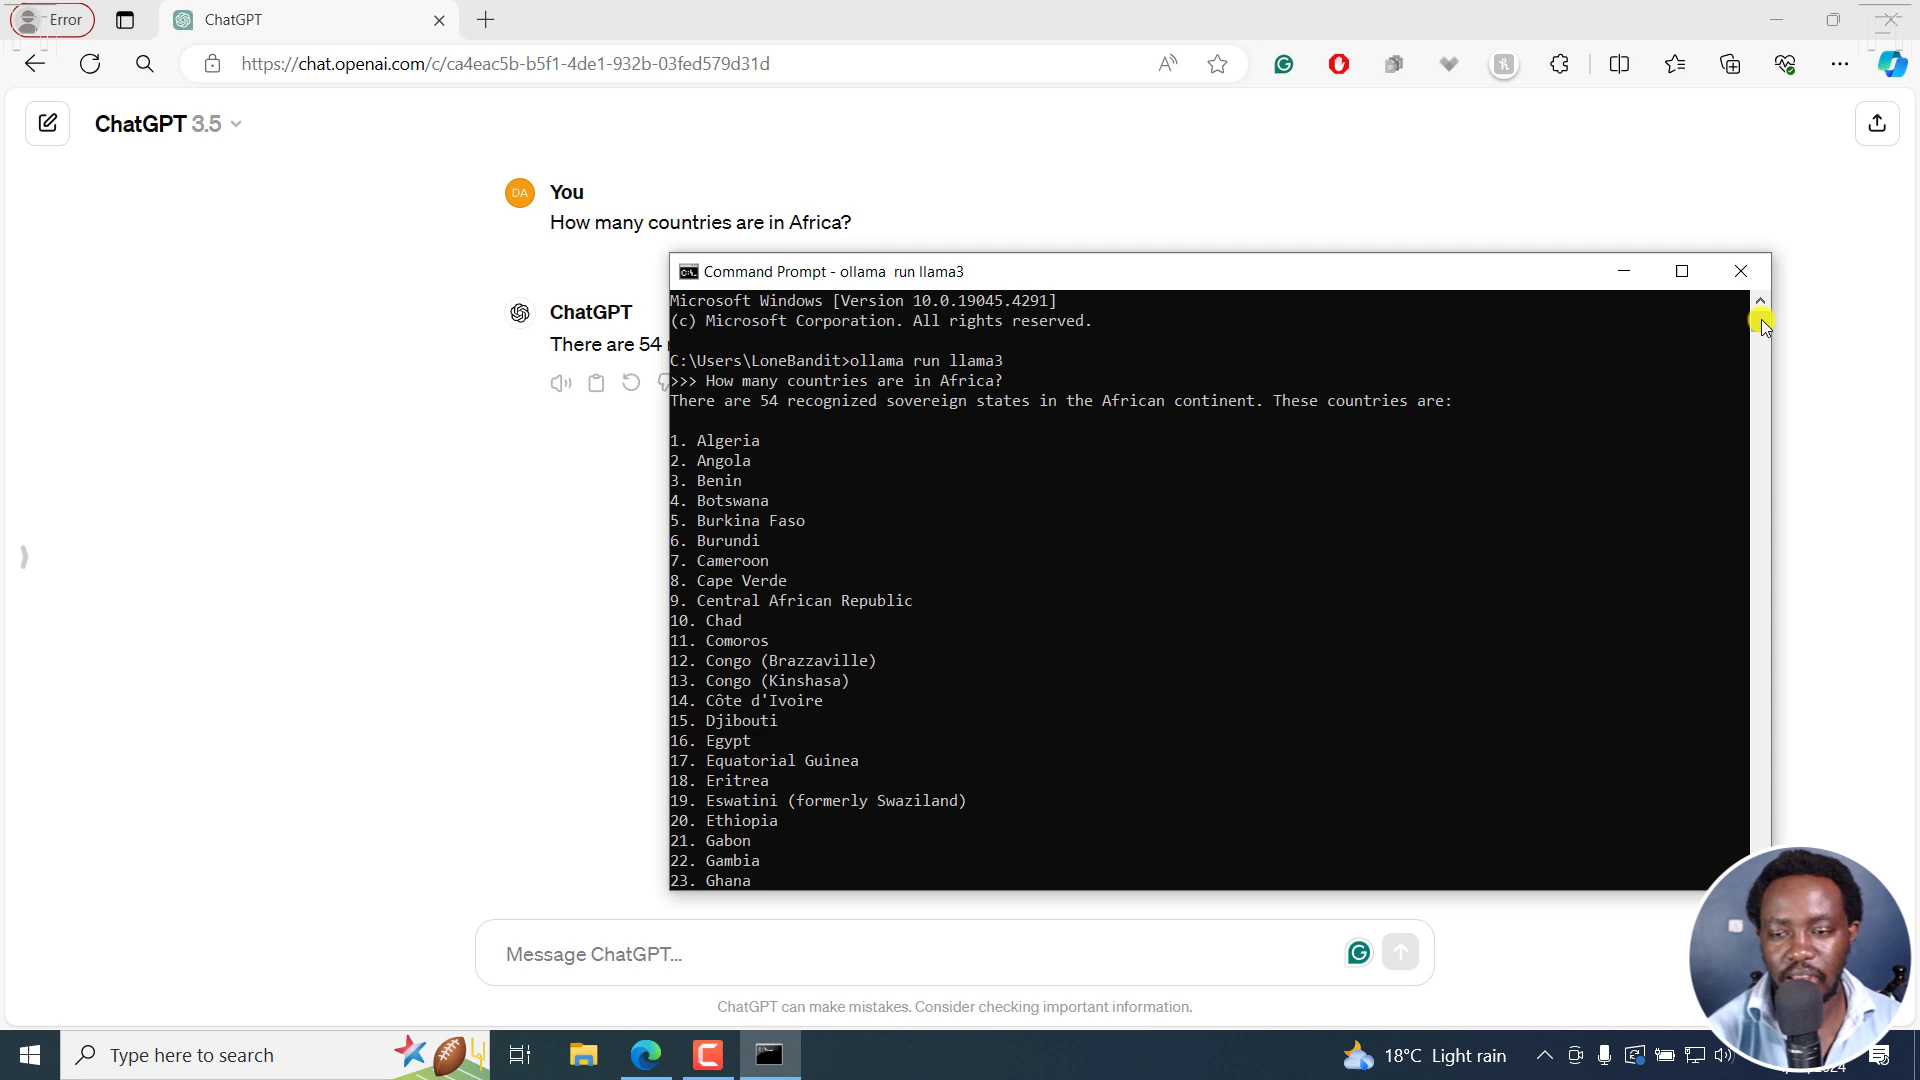 Error
ChatGPT
https://chat.openai.com/c/ca4eac5b-b5f1-4de1-932b-03fed579d31d
ChatGPT 3.5
DA
You
How many countries are in Africa?
ChatGPT
There are 54
Command Prompt - ollama run llama3
Microsoft Windows [Version 10.0.19045.4291]
(c) Microsoft Corporation. All rights reserved.
C:\Users\LoneBandit>ollama run llama3
>>> How many countries are in Africa?
There are 54 recognized sovereign states in the African continent. These countries are:
1. Algeria
2. Angola
3. Benin
4. Botswana
5. Burkina Faso
6. Burundi
7. Cameroon
8. Cape Verde
9. Central African Republic
10. Chad
11. Comoros
12. Congo (Brazzaville)
13. Congo (Kinshasa)
14. Côte d'Ivoire
15. Djibouti
16. Egypt
17. Equatorial Guinea
18. Eritrea
19. Eswatini (formerly Swaziland)
20. Ethiopia
21. Gabon
22. Gambia
23. Ghana
Message ChatGPT...
ChatGPT can make mistakes. Consider checking important information.
Type here to search
18°C Light rain